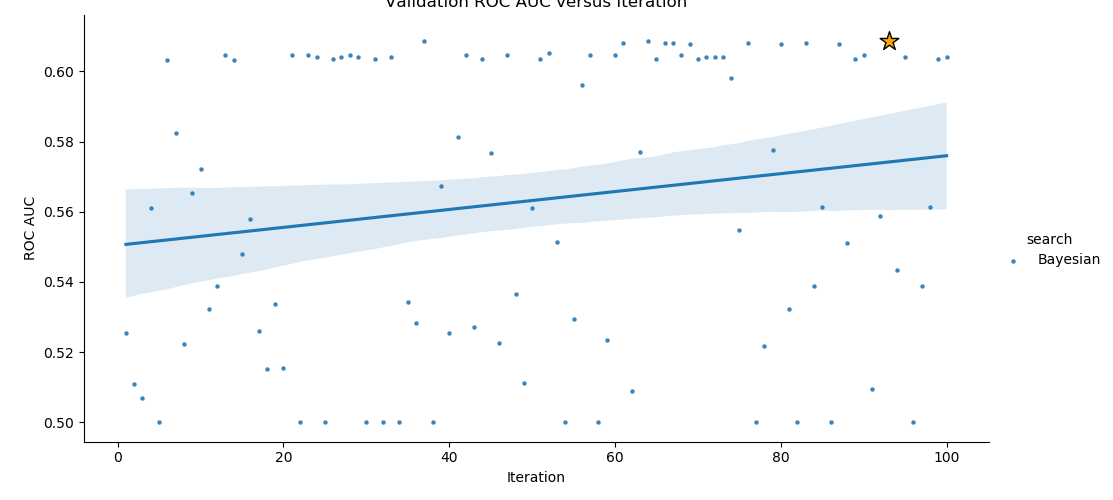 Validation ROC AUC versus Iteration
0.60
0.58
0.56
0.54
0.52
0.50
ROC AUC
0
20
40
60
80
100
Iteration
search
Bayesian